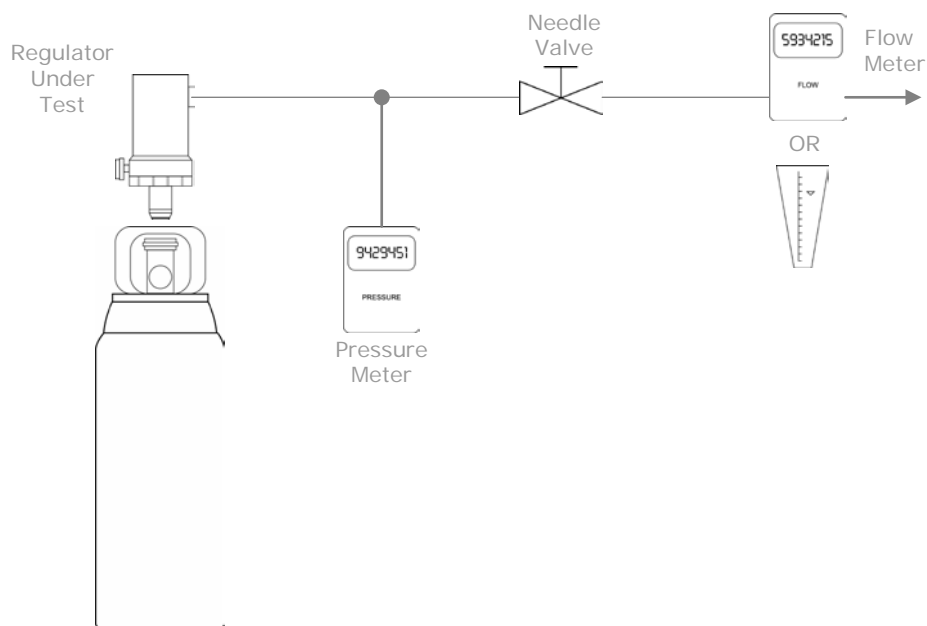 Regulator
Under
Test
Needle
Valve
5934215
FLOW
Flow
Meter
OR
9429451
PRESSURE
Pressure
Meter